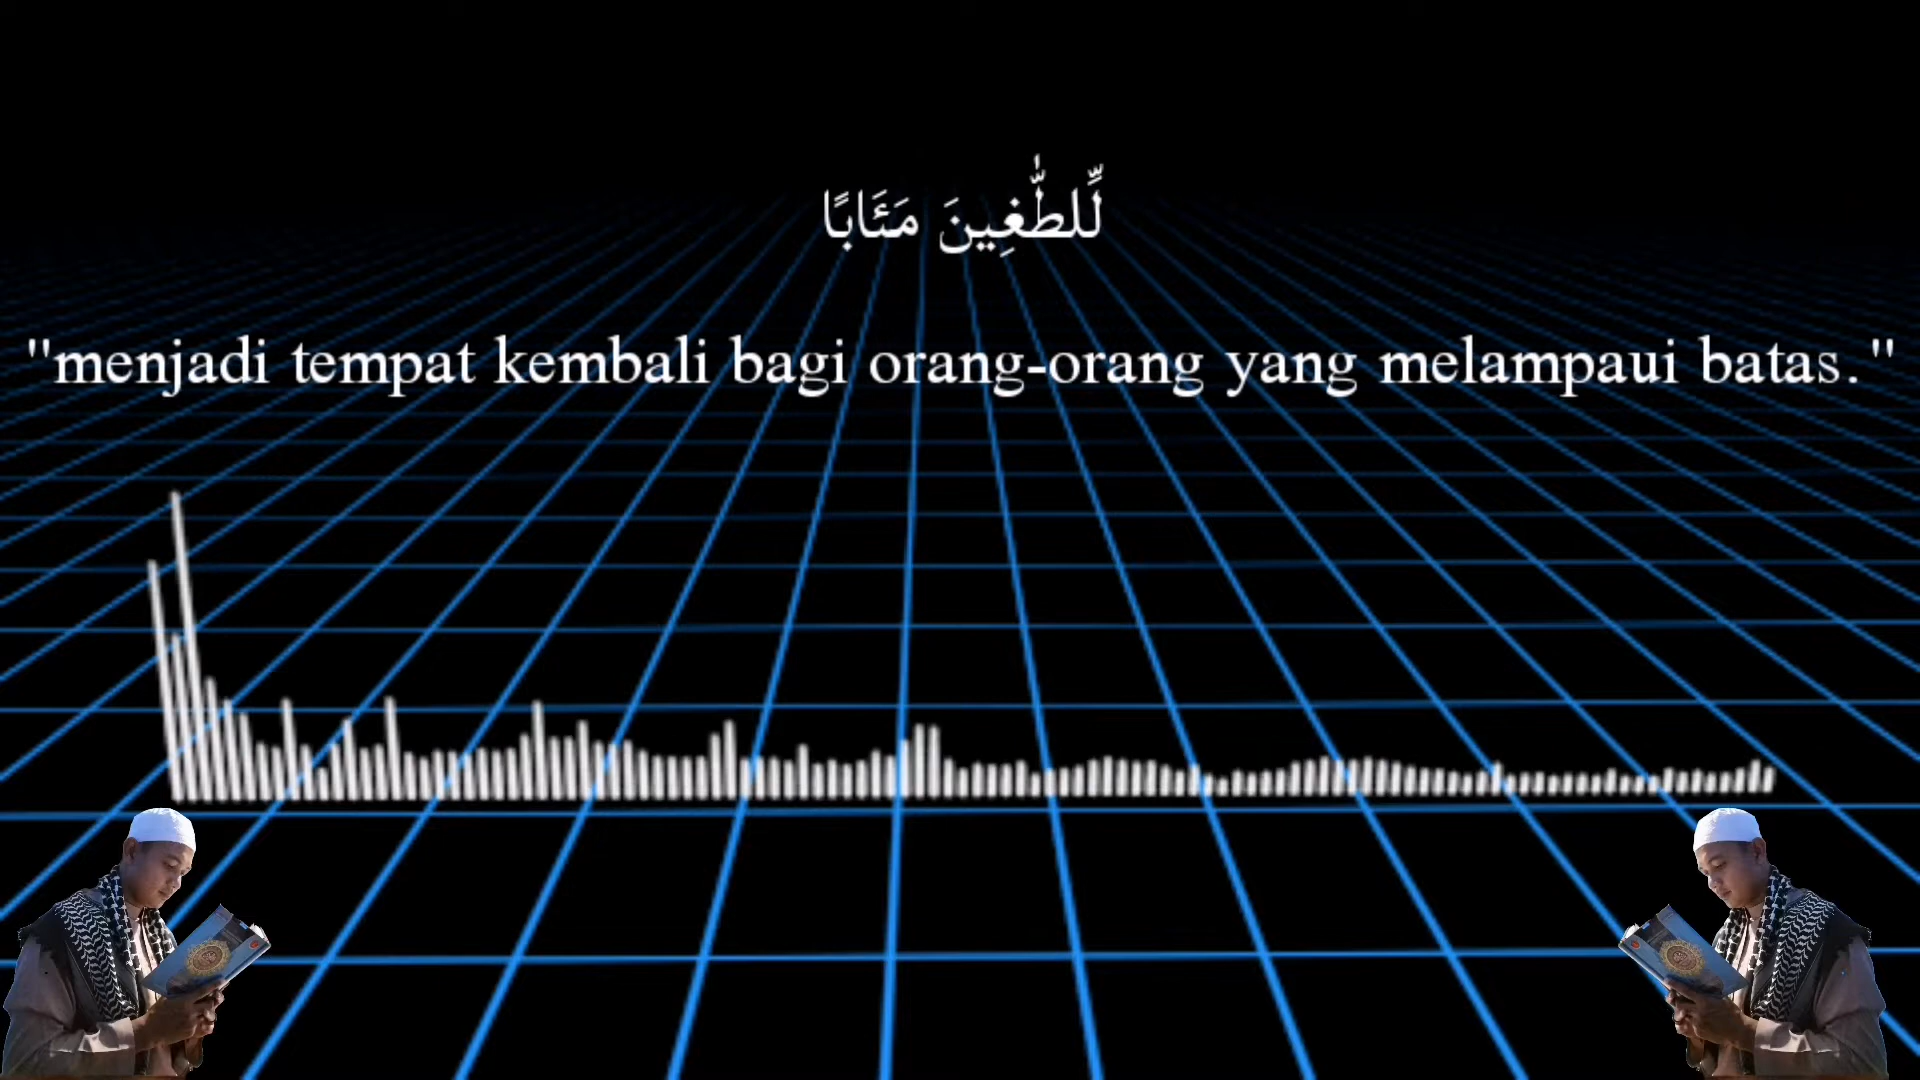 لِّلطَّٰغِينَ مَـَٔابًا
"menjadi tempat kembali bagi orang-orang yang melampaui batas."